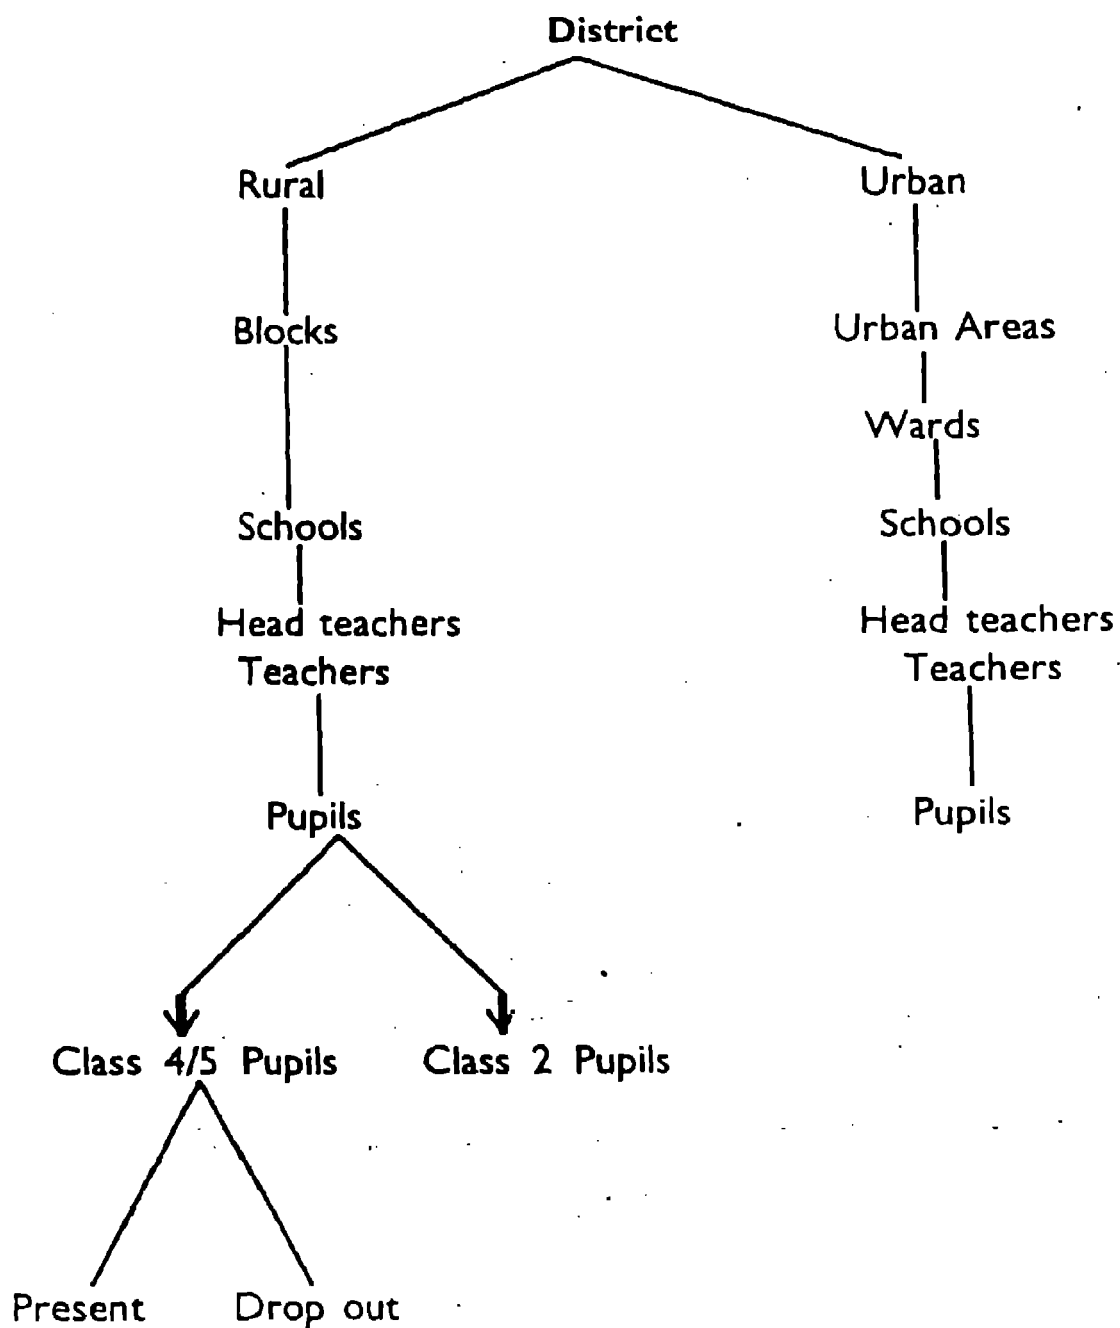 District
Rural Urban
Blocks Urban Areas
Wards
Schools Schools
Head teachers Head teachers
Teachers Teachers
Pupils Pupils
Class 4/5 Pupils Class 2 Pupils
Present Drop out